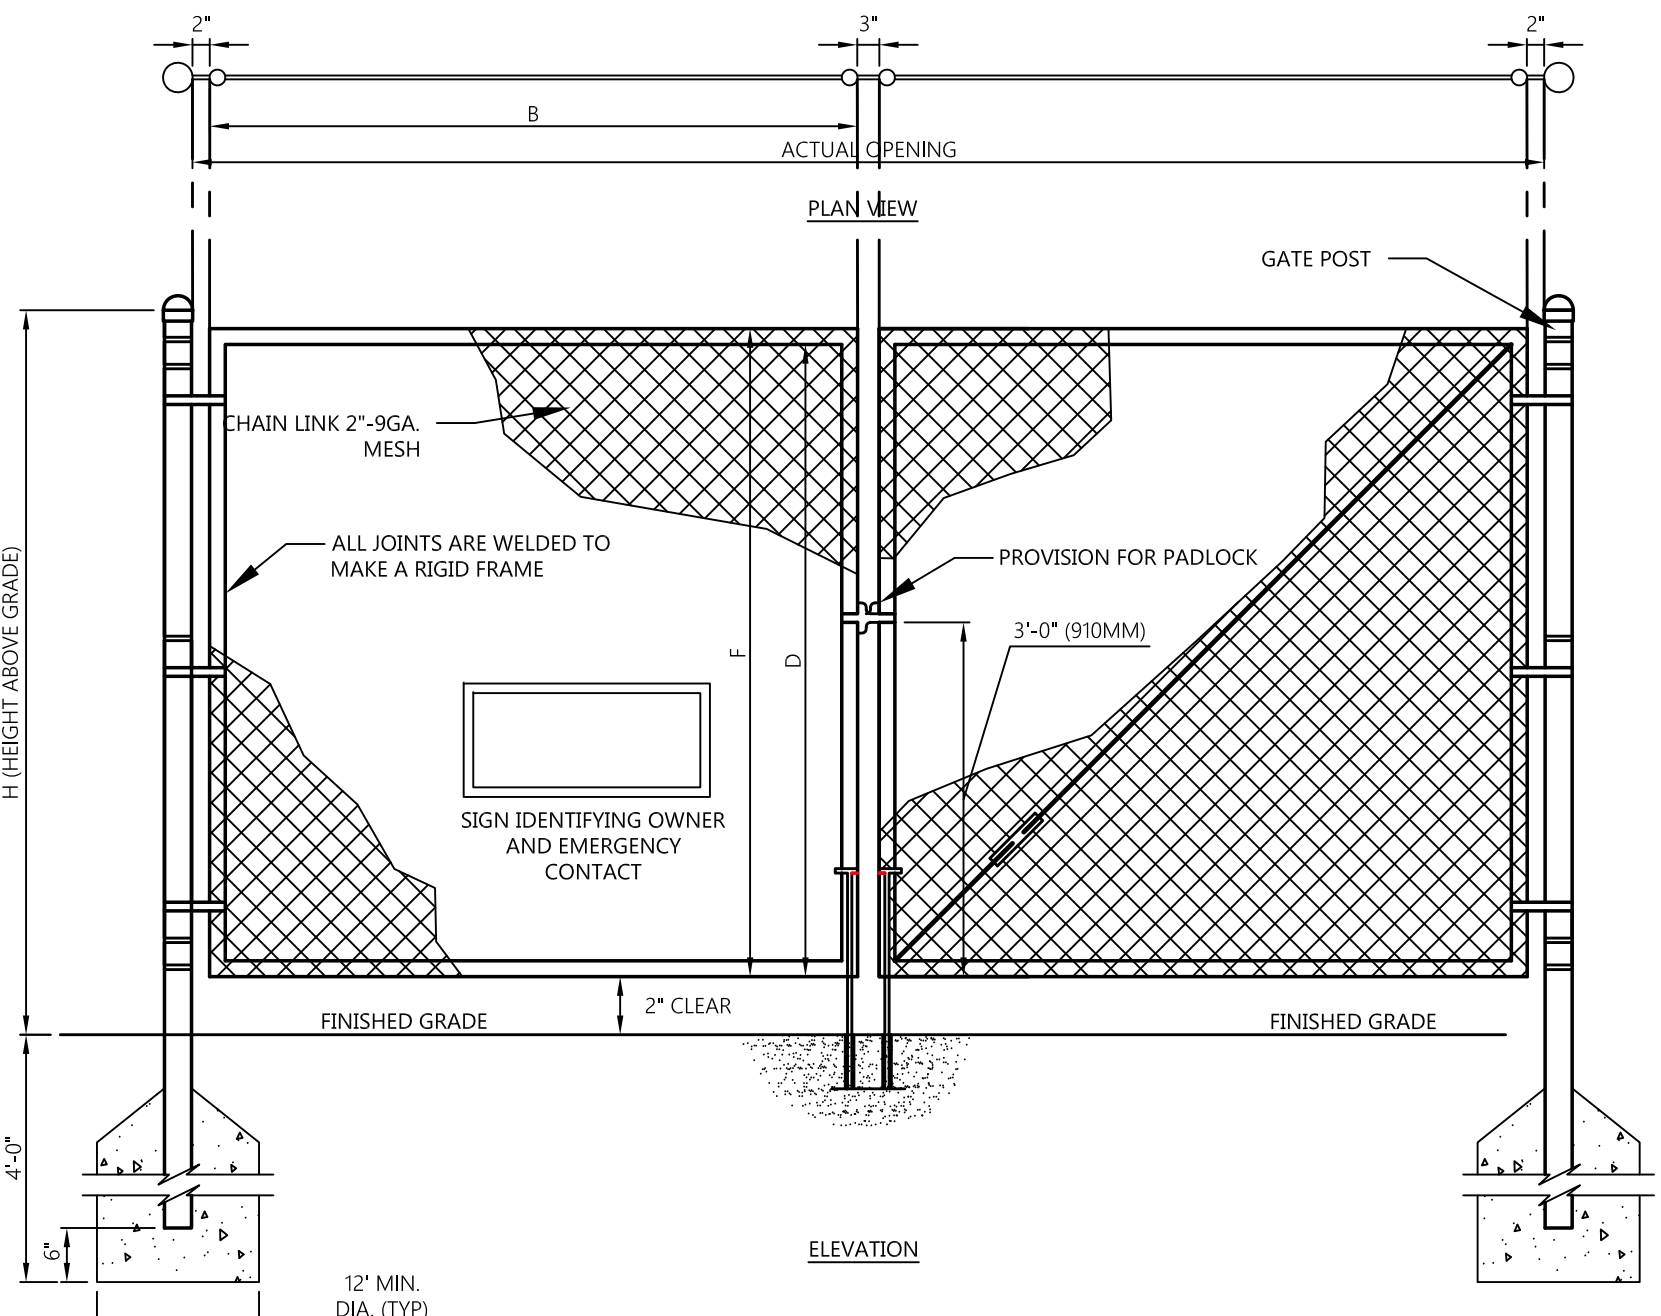 2"
3"
2"
B
ACTUAL OPENING
PLAN VIEW
GATE POST
CHAIN LINK 2"-9GA.
MESH
ALL JOINTS ARE WELDED TO
MAKE A RIGID FRAME
PROVISION FOR PADLOCK
3'-0" (910MM)
F
D
H (HEIGHT ABOVE GRADE)
SIGN IDENTIFYING OWNER
AND EMERGENCY
CONTACT
2" CLEAR
FINISHED GRADE
FINISHED GRADE
4'-0"
6"
ELEVATION
12' MIN.
DIA. (TYP)